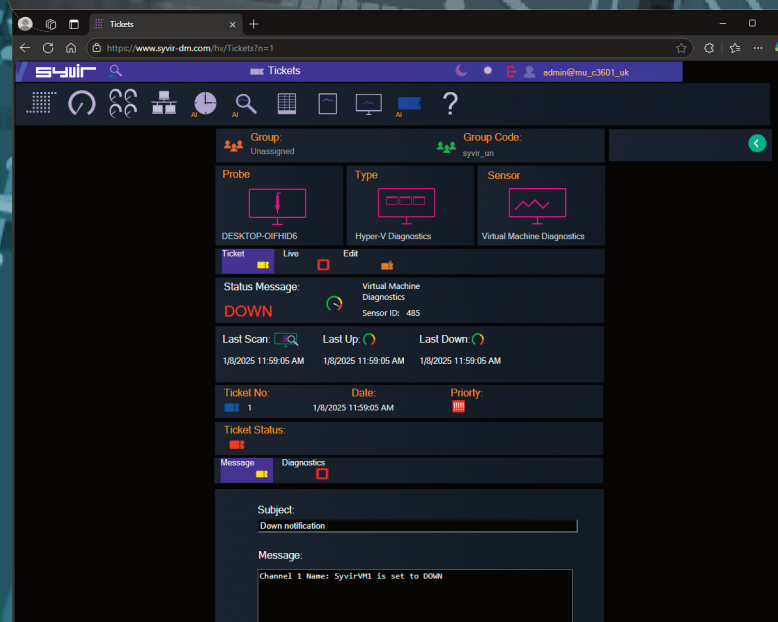 Tickets
https://www.syvir-dm.com/hv/Tickets?n=1
syvir
Tickets
admin@mu_c3601_uk
AI
AI
AI
?
Group:
Unassigned
Group Code:
syvir_un
Probe
Type
Sensor
DESKTOP-OIFHID6
Hyper-V Diagnostics
Virtual Machine Diagnostics
Ticket
Live
Edit
Status Message:
DOWN
Virtual Machine
Diagnostics
Sensor ID: 485
Last Scan:
Last Up:
Last Down:
1/8/2025 11:59:05 AM
1/8/2025 11:59:05 AM
1/8/2025 11:59:05 AM
Ticket No:
Date:
Priorty:
1
1/8/2025 11:59:05 AM
Ticket Status:
Message
Diagnostics
Subject:
Down notification
Message:
Channel 1 Name: SyvirVM1 is set to DOWN